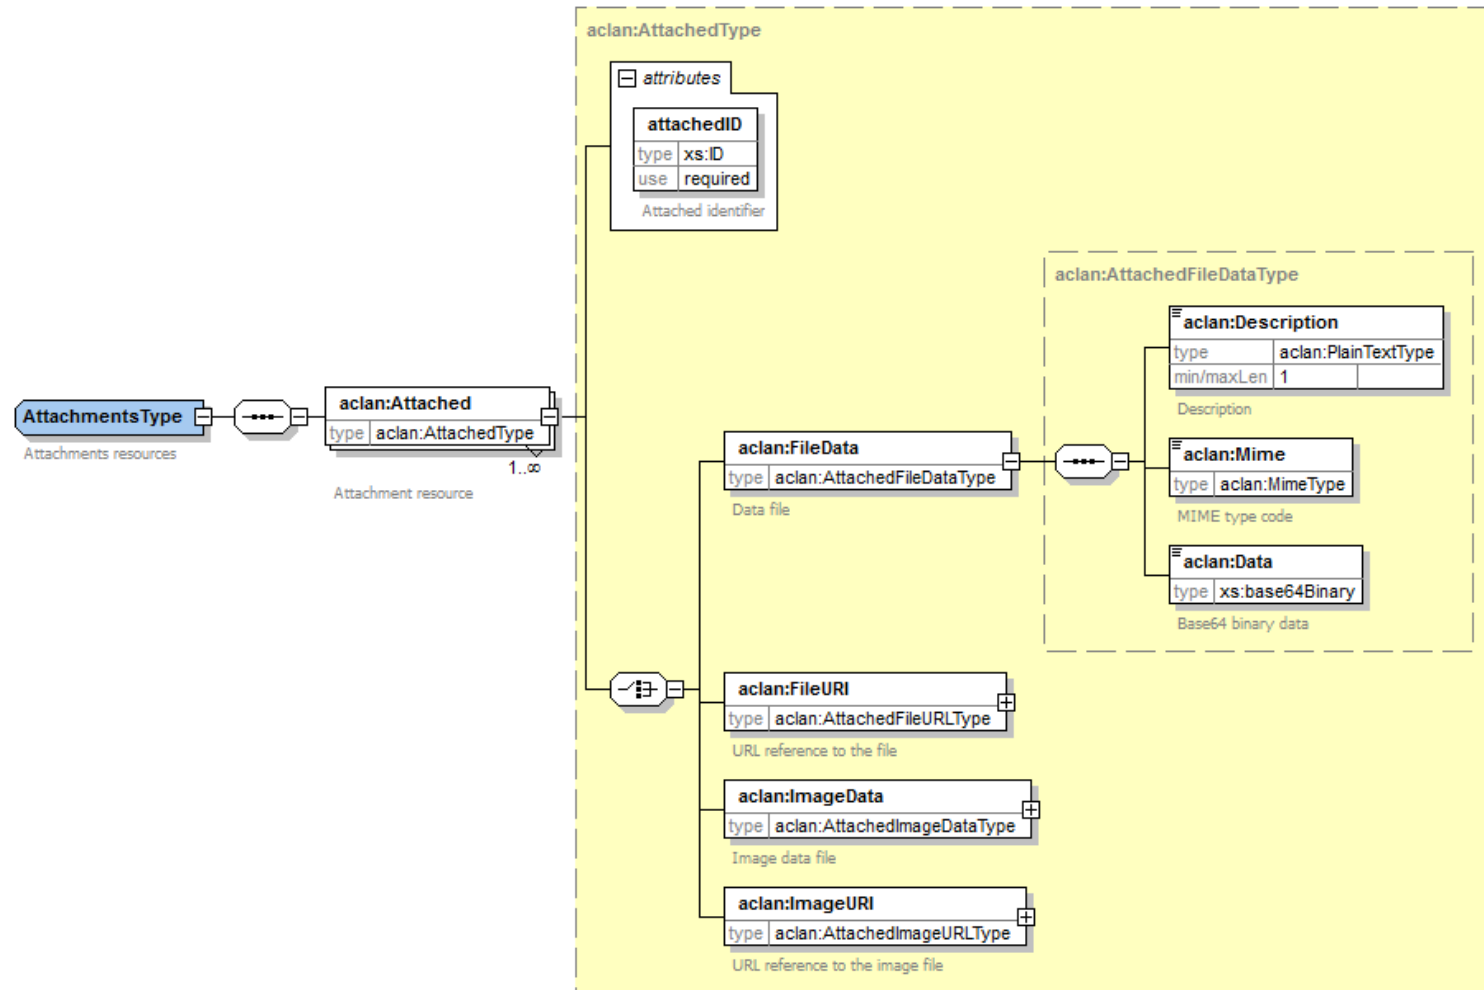 aclan:AttachedType
attributes
attachedID
type xs:ID
use required
Attached identifier
AttachmentsType
Attachments resources
aclan:Attached
type aclan:AttachedType
1..∞
Attachment resource
aclan:FileData
type aclan:AttachedFileDataType
Data file
aclan:AttachedFileDataType
aclan:Description
type aclan:PlainTextType
min/maxLen 1
Description
aclan:Mime
type aclan:MimeType
MIME type code
aclan:Data
type xs:base64Binary
Base64 binary data
aclan:FileURI
type aclan:AttachedFileURLType
URL reference to the file
aclan:ImageData
type aclan:AttachedImageDataType
Image data file
aclan:ImageURI
type aclan:AttachedImageURLType
URL reference to the image file